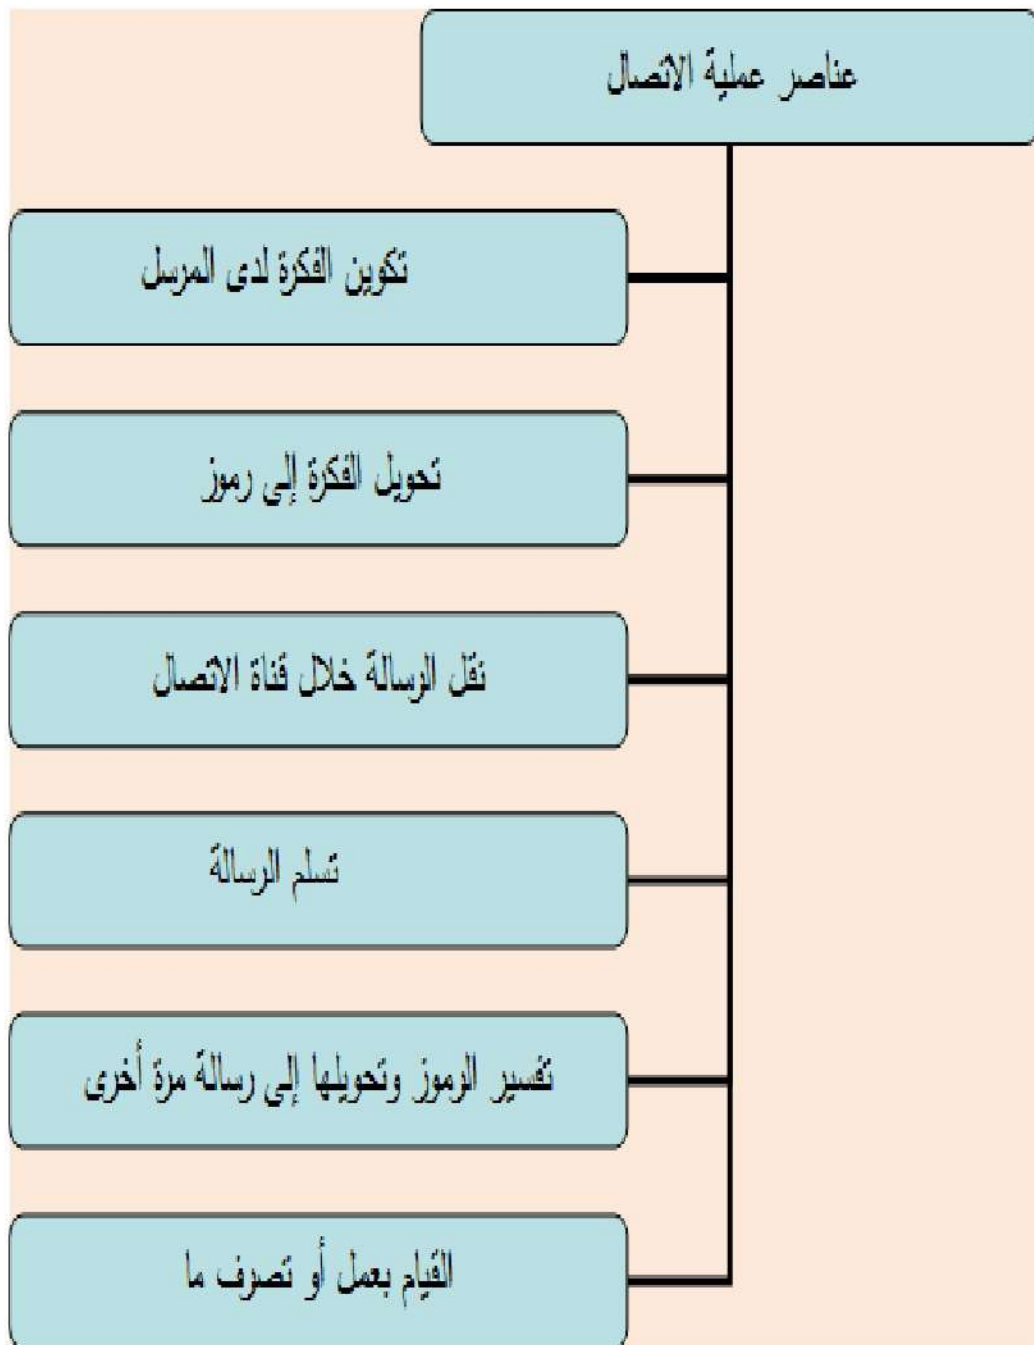 عناصر عملية الاتصال
تكوين الفكرة لدى المرسل
تحويل الفكرة إلى رموز
نقل الرسالة خلال قناة الاتصال
تسلم الرسالة
تفسير الرموز وتحويلها إلى رسالة مرة أخرى
القيام بعمل أو تصرف ما